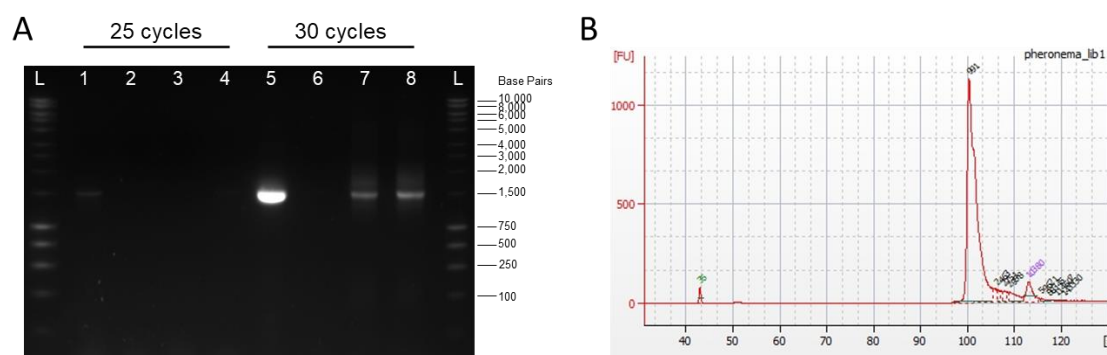 A
25 cycles
30 cycles
L 1 2 3 4 5 6 7 8 L
Base Pairs
10,000
8,000
6,000
5,000
4,000
3,000
2,000
1,500
750
500
250
100
B
pheronema_lib1
[FU]
1000
500
0
40 50 60 70 80 90 100 110 120
10380